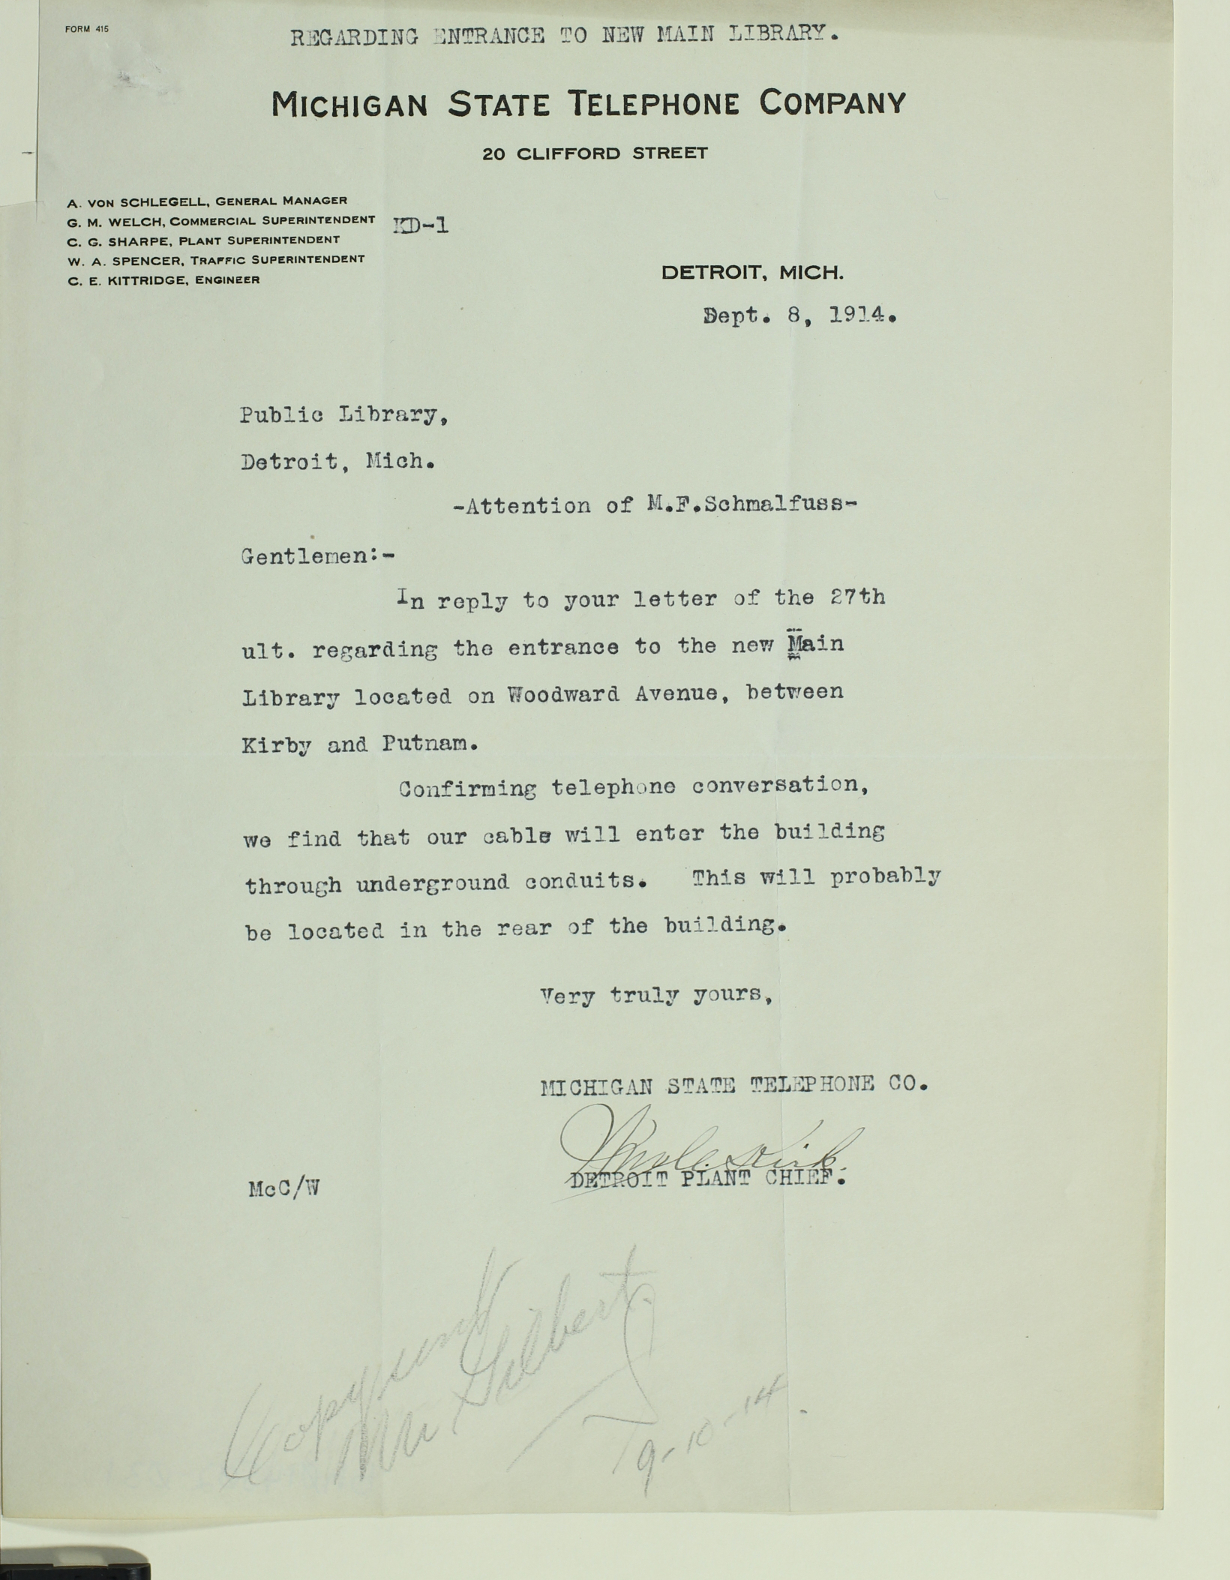 FORM 415
REGARDING ENTRANCE TO NEW MAIN LIBRARY.
MICHIGAN STATE TELEPHONE COMPANY
20 CLIFFORD STREET
A. VON SCHLEGELL, GENERAL MANAGER
G. M. WELCH, COMMERCIAL SUPERINTENDENT
KD-1
C. G. SHARPE, PLANT SUPERINTENDENT
W. A. SPENCER, TRAFFIC SUPERINTENDENT
C. E. KITTRIDGE, ENGINEER
DETROIT, MICH.
Sept. 8, 1914.
Public Library,
Detroit, Mich.
-Attention of M.F.Schmalfuss-
Gentlemen:-
In reply to your letter of the 27th
ult. regarding the entrance to the new Main
Library located on Woodward Avenue, between
Kirby and Putnam.
Confirming telephone conversation,
we find that our cable will enter the building
through underground conduits. This will probably
be located in the rear of the building.
Very truly yours,
MICHIGAN STATE TELEPHONE CO.
Kirk.
DETROIT PLANT CHIEF.
McC/W
Copy sent
Mr. Gilbert
9-10-14